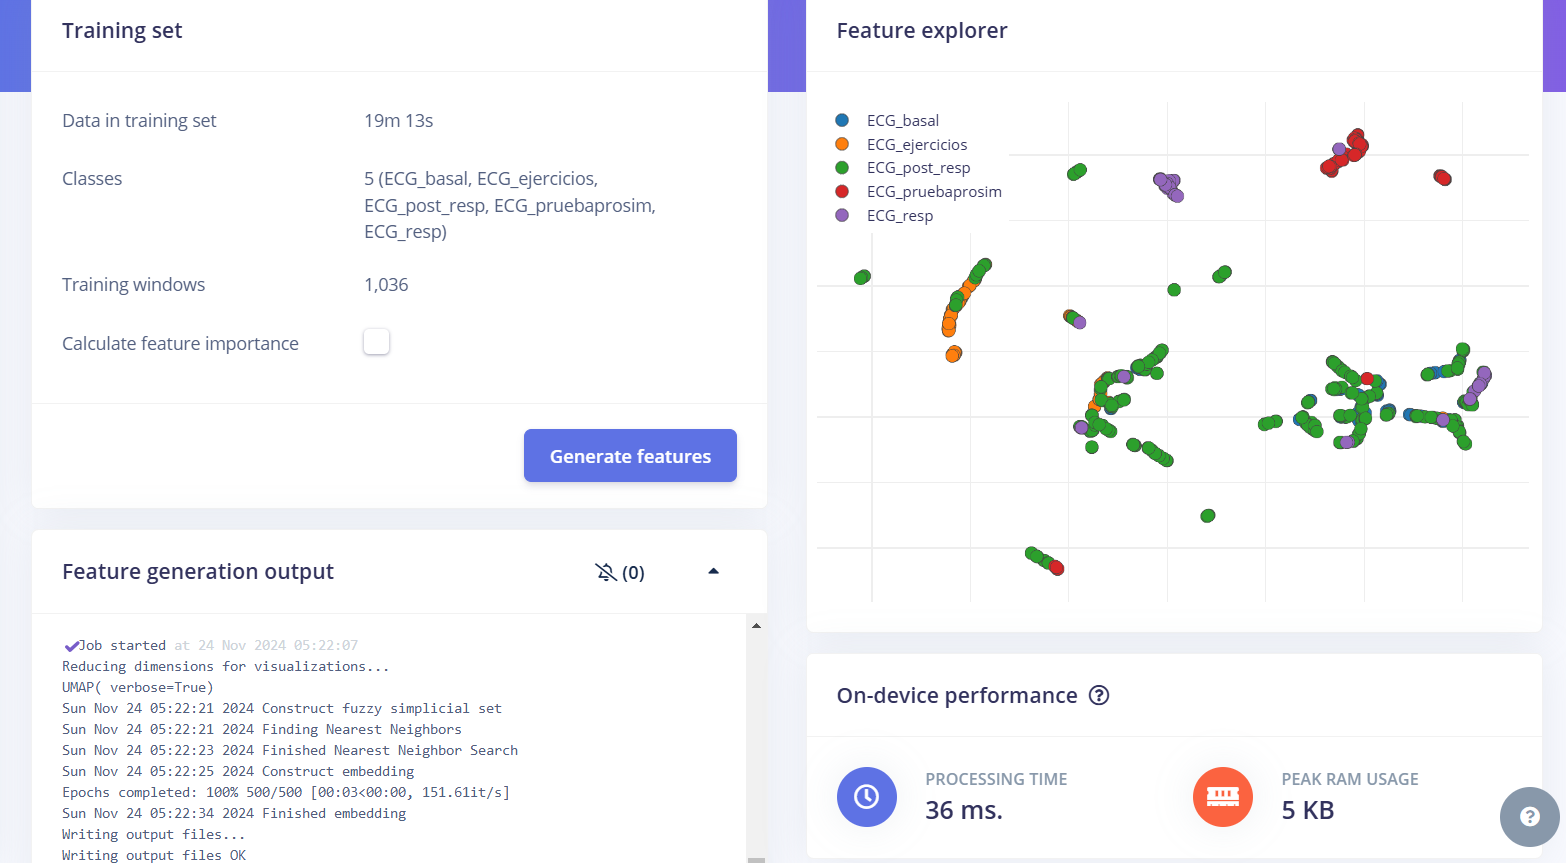 Training set
Data in training set 19m 13s
Classes 5 (ECG_basal, ECG_ejercicios,
ECG_post_resp, ECG_pruebaprosim,
ECG_resp)
Training windows 1,036
Calculate feature importance
Generate features
Feature generation output (0)
Job started at 24 Nov 2024 05:22:07
Reducing dimensions for visualizations...
UMAP( verbose=True)
Sun Nov 24 05:22:21 2024 Construct fuzzy simplicial set
Sun Nov 24 05:22:21 2024 Finding Nearest Neighbors
Sun Nov 24 05:22:23 2024 Finished Nearest Neighbor Search
Sun Nov 24 05:22:25 2024 Construct embedding
Epochs completed: 100% 500/500 [00:03<00:00, 151.61it/s]
Sun Nov 24 05:22:34 2024 Finished embedding
Writing output files...
Writing output files OK
Feature explorer
ECG_basal
ECG_ejercicios
ECG_post_resp
ECG_pruebaprosim
ECG_resp
On-device performance ?
PROCESSING TIME
36 ms.
PEAK RAM USAGE
5 KB
?